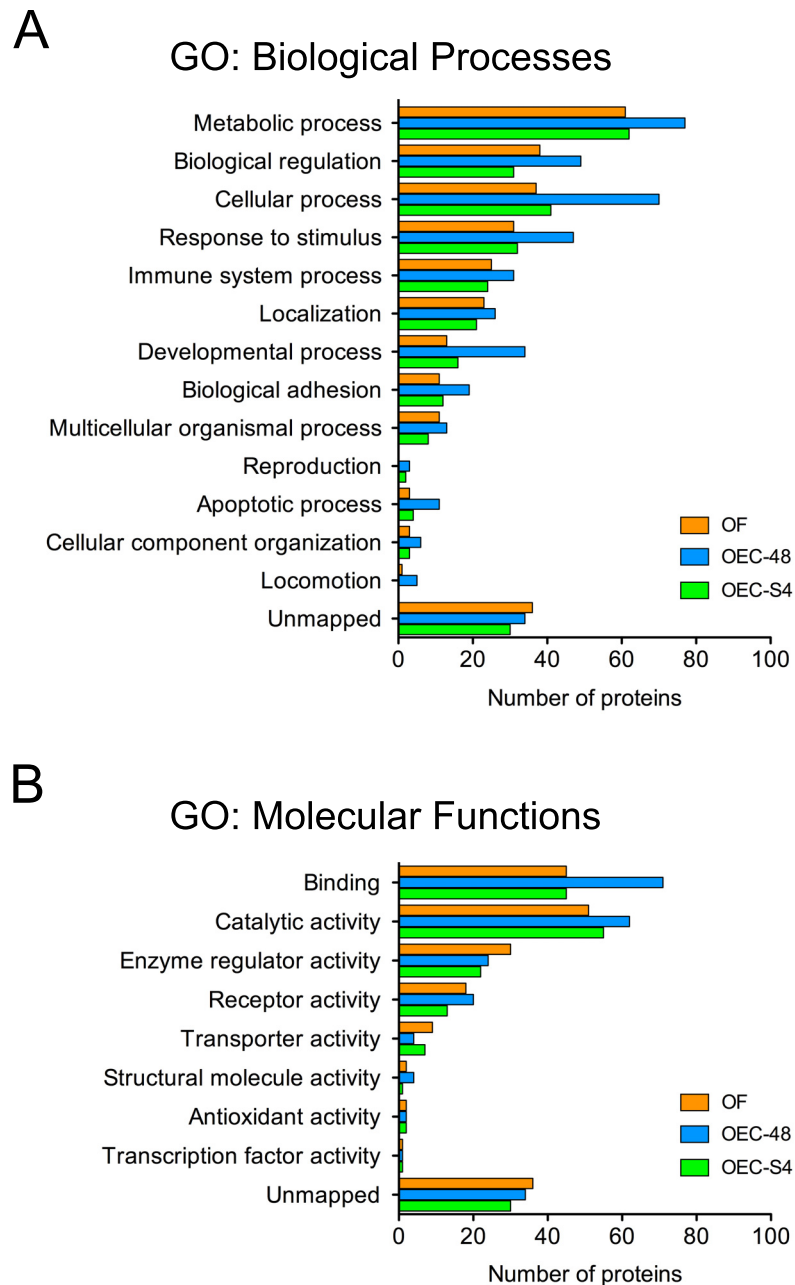 A
GO: Biological Processes
Metabolic process
Biological regulation
Cellular process
Response to stimulus
Immune system process
Localization
Developmental process
Biological adhesion
Multicellular organismal process
Reproduction
Apoptotic process
Cellular component organization
Locomotion
Unmapped
OF
OEC-48
OEC-S4
0 20 40 60 80 100
Number of proteins
B
GO: Molecular Functions
Binding
Catalytic activity
Enzyme regulator activity
Receptor activity
Transporter activity
Structural molecule activity
Antioxidant activity
Transcription factor activity
Unmapped
OF
OEC-48
OEC-S4
0 20 40 60 80 100
Number of proteins